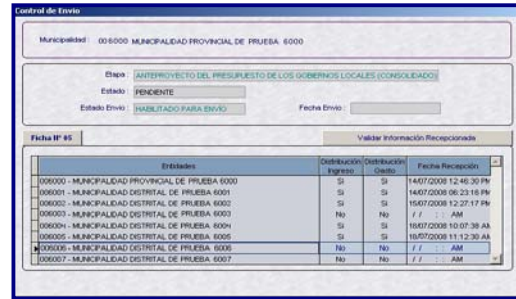 Control de Envío
Municipalidad : 006000 MUNICIPALIDAD PROVINCIAL DE PRUEBA 6000
Etapa : ANTEPROYECTO DEL PRESUPUESTO DE LOS GOBIERNOS LOCALES (CONSOLIDADO)
Estado : PENDIENTE
Estado Envio : HABILITADO PARA ENVIO Fecha Envio :
Ficha Nº 05 Validar Información Recepcionada
Entidades Distribución Ingreso Distribución Gasto Fecha Recepción
006000 - MUNICIPALIDAD PROVINCIAL DE PRUEBA 6000 Si Si 14/07/2008 12:46:30 PM
006001 - MUNICIPALIDAD DISTRITAL DE PRUEBA 6001 Si Si 14/07/2008 06:23:16 PM
006002 - MUNICIPALIDAD DISTRITAL DE PRUEBA 6002 Si Si 15/07/2008 12:27:17 PM
006003 - MUNICIPALIDAD DISTRITAL DE PRUEBA 6003 No No / / : : AM
MUNICIPALIDAD DISTRITAL DE PRUEBA Si Si 16/07/2008 10:07:38 AM
006005 - MUNICIPALIDAD DISTRITAL DE PRUEBA 6005 Si Si 16/07/2008 11:12:30 AM
006006 - MUNICIPALIDAD DISTRITAL DE PRUEBA 6006 No No / / : : AM
006007 - MUNICIPALIDAD DISTRITAL DE PRUEBA 6007 No No / / : : AM